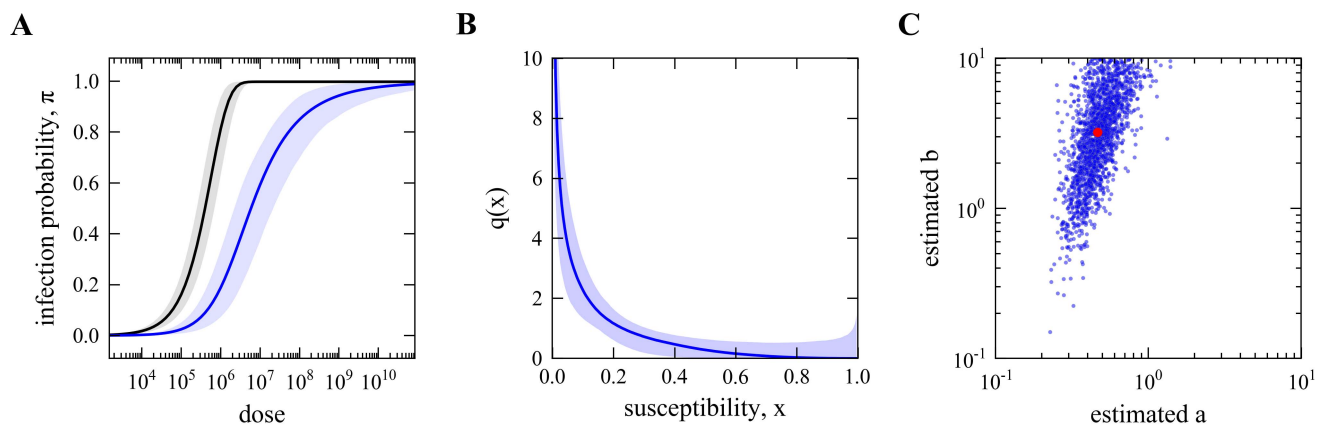 A
B
C
infection probability, π
1.0
0.8
0.6
0.4
0.2
0.0
10⁴ 10⁵ 10⁶ 10⁷ 10⁸ 10⁹ 10¹⁰
dose
q(x)
10
8
6
4
2
0
0.0 0.2 0.4 0.6 0.8 1.0
susceptibility, x
estimated b
10¹
10⁰
10⁻¹
10⁻¹ 10⁰ 10¹
estimated a